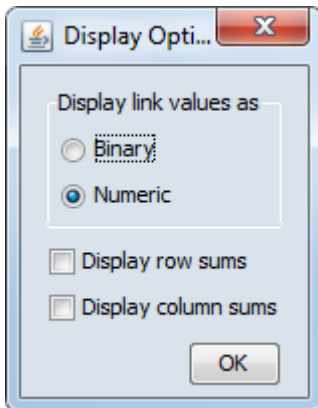 Display Opti...
Display link values as
Binary
Numeric
Display row sums
Display column sums
OK